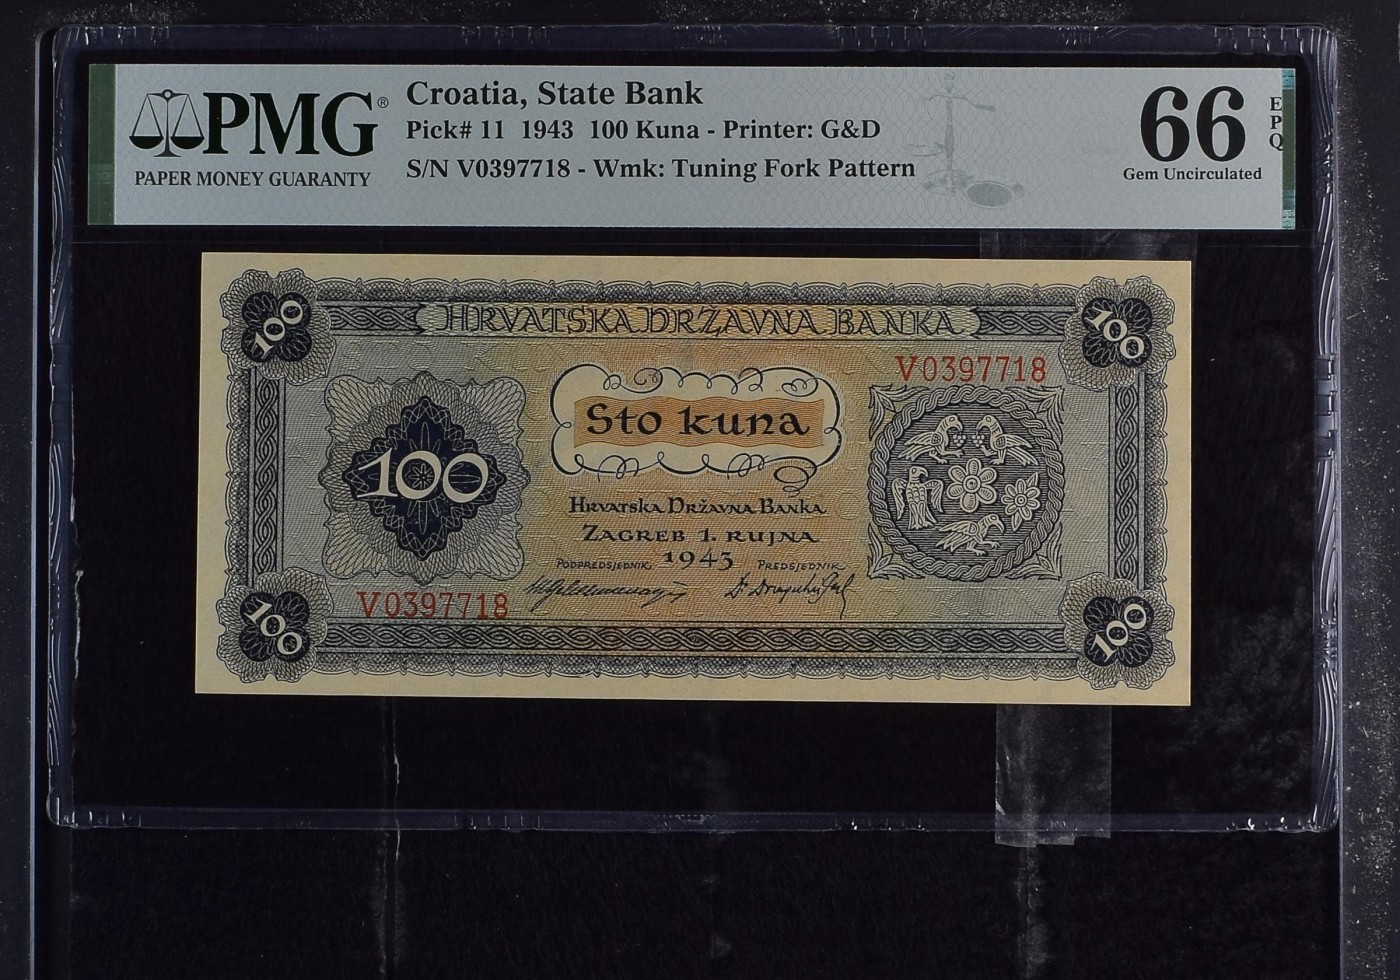 PMG®
PAPER MONEY GUARANTY
Croatia, State Bank
Pick# 11 1943 100 Kuna - Printer: G&D
S/N V0397718 - Wmk: Tuning Fork Pattern
66 EPQ
Gem Uncirculated
100
HRVATSKA DRŽAVNA BANKA
100
V0397718
Sto kuna
100
HRVATSKA DRŽAVNA BANKA
ZAGREB 1. RUJNA
1943
PODPREDSJEDNIK
PREDSJEDNIK
V0397718
100
100